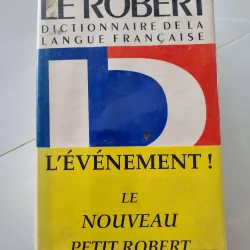 LE ROBERT
DICTIONNAIRE DE LA
LANGUE FRANÇAISE
L'ÉVÉNEMENT !
LE
NOUVEAU
PETIT ROBERT